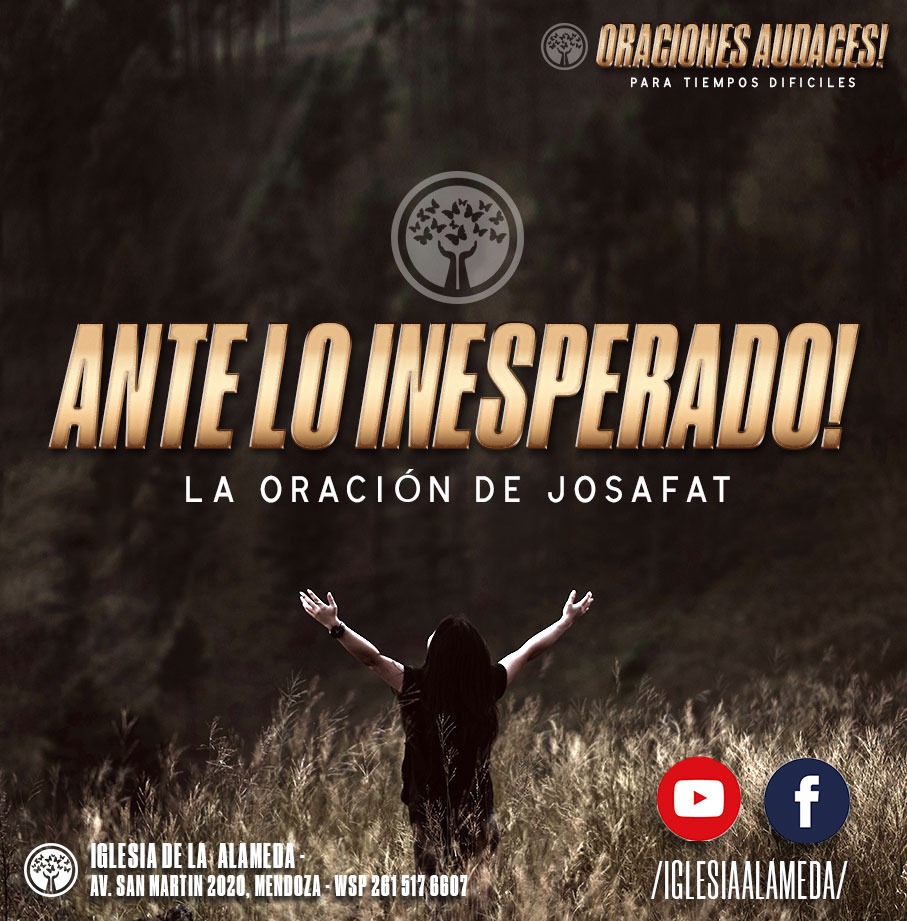 ORACIONES AUDACES!
PARA TIEMPOS DIFICILES
ANTE LO INESPERADO!
LA ORACIÓN DE JOSAFAT
IGLESIA DE LA ALAMEDA -
AV. SAN MARTIN 2020, MENDOZA - WSP 261 517 6607
/IGLESIAALAMEDA/